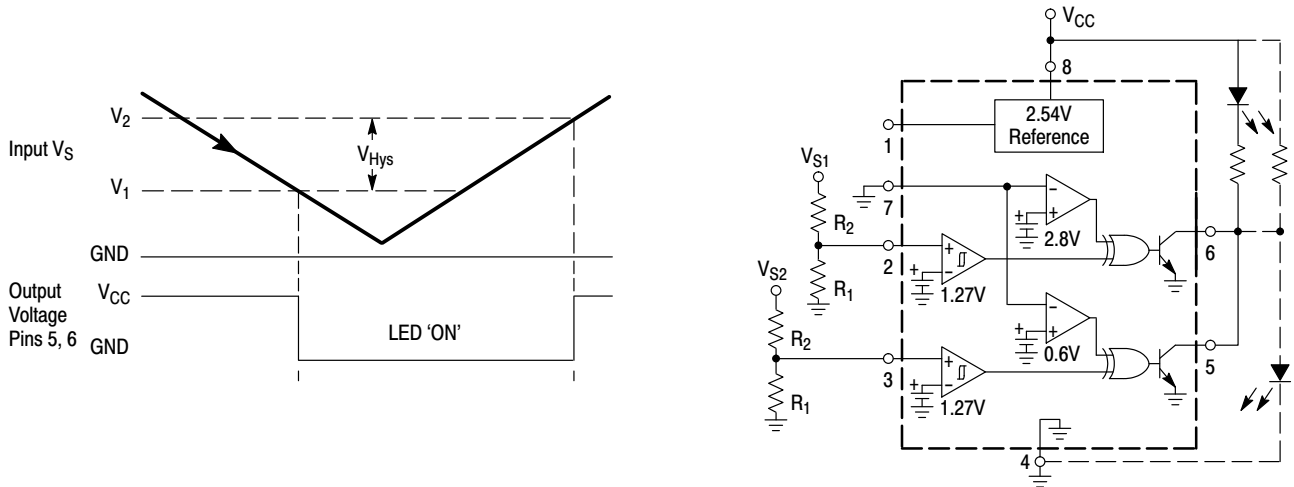 V2
Input VS
VHys
V1
GND
Output
Voltage
Pins 5, 6
VCC
GND
LED ‘ON’
VCC
8
2.54V
Reference
1
VS1
7
R2
2.8V
6
2
R1
1.27V
VS2
R2
0.6V
3
5
R1
1.27V
4